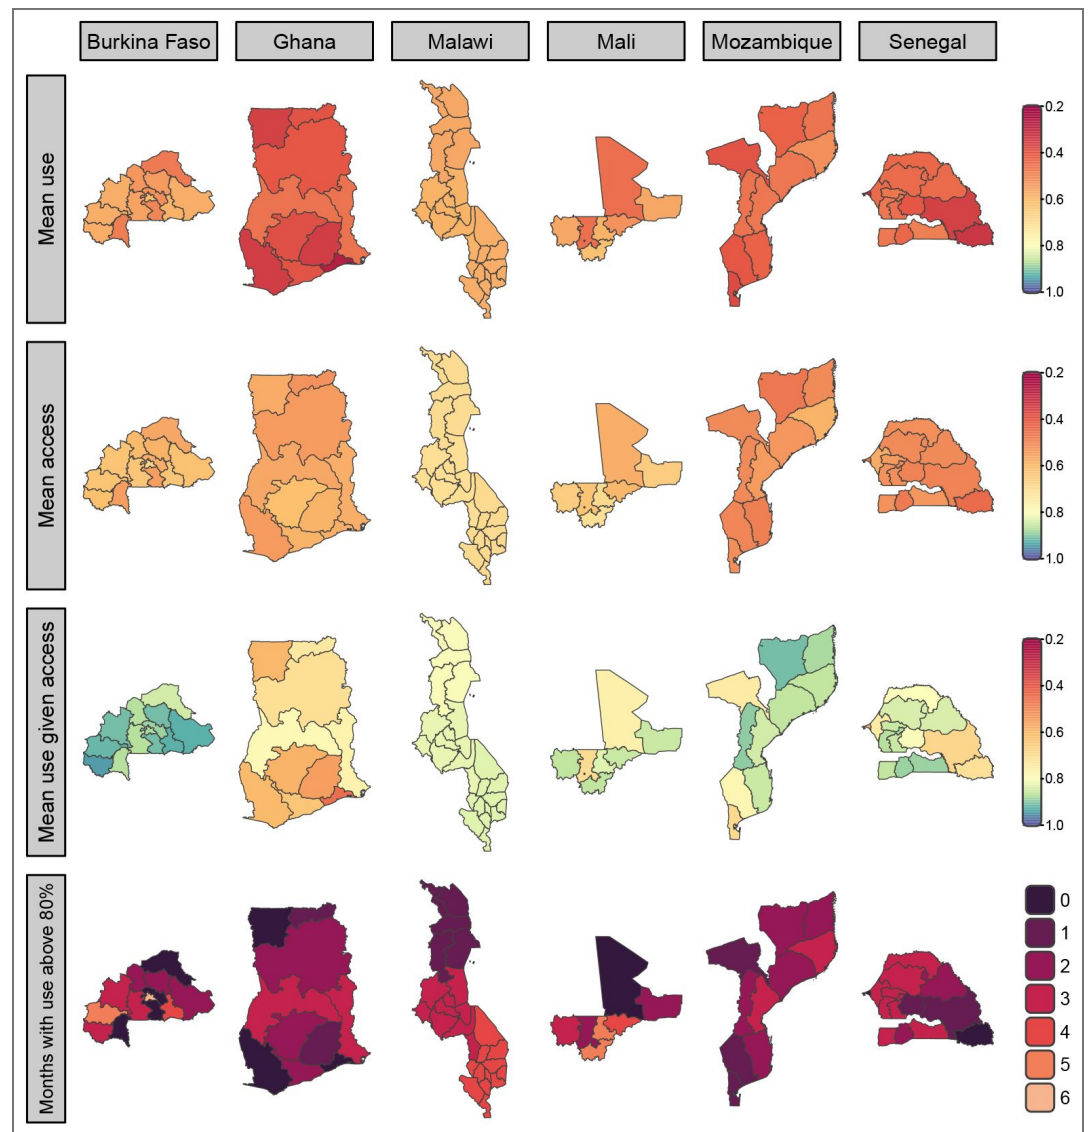 Burkina Faso
Ghana
Malawi
Mali
Mozambique
Senegal
Mean use
0.2
0.4
0.6
0.8
1.0
Mean access
0.2
0.4
0.6
0.8
1.0
Mean use given access
0.2
0.4
0.6
0.8
1.0
Months with use above 80%
0
1
2
3
4
5
6